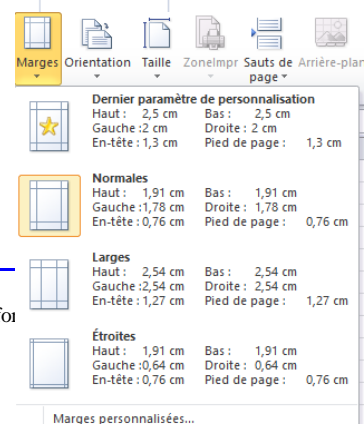 Marges Orientation Taille ZoneImpr Sauts de page Arrière-plan
Dernier paramètre de personnalisation
Haut : 2,5 cm Bas : 2,5 cm
Gauche :2 cm Droite : 2 cm
En-tête : 1,3 cm Pied de page : 1,3 cm
Normales
Haut : 1,91 cm Bas : 1,91 cm
Gauche :1,78 cm Droite : 1,78 cm
En-tête : 0,76 cm Pied de page : 0,76 cm
Larges
Haut : 2,54 cm Bas : 2,54 cm
Gauche :2,54 cm Droite : 2,54 cm
En-tête : 1,27 cm Pied de page : 1,27 cm
Étroites
Haut : 1,91 cm Bas : 1,91 cm
Gauche :0,64 cm Droite : 0,64 cm
En-tête : 0,76 cm Pied de page : 0,76 cm
Marges personnalisées...